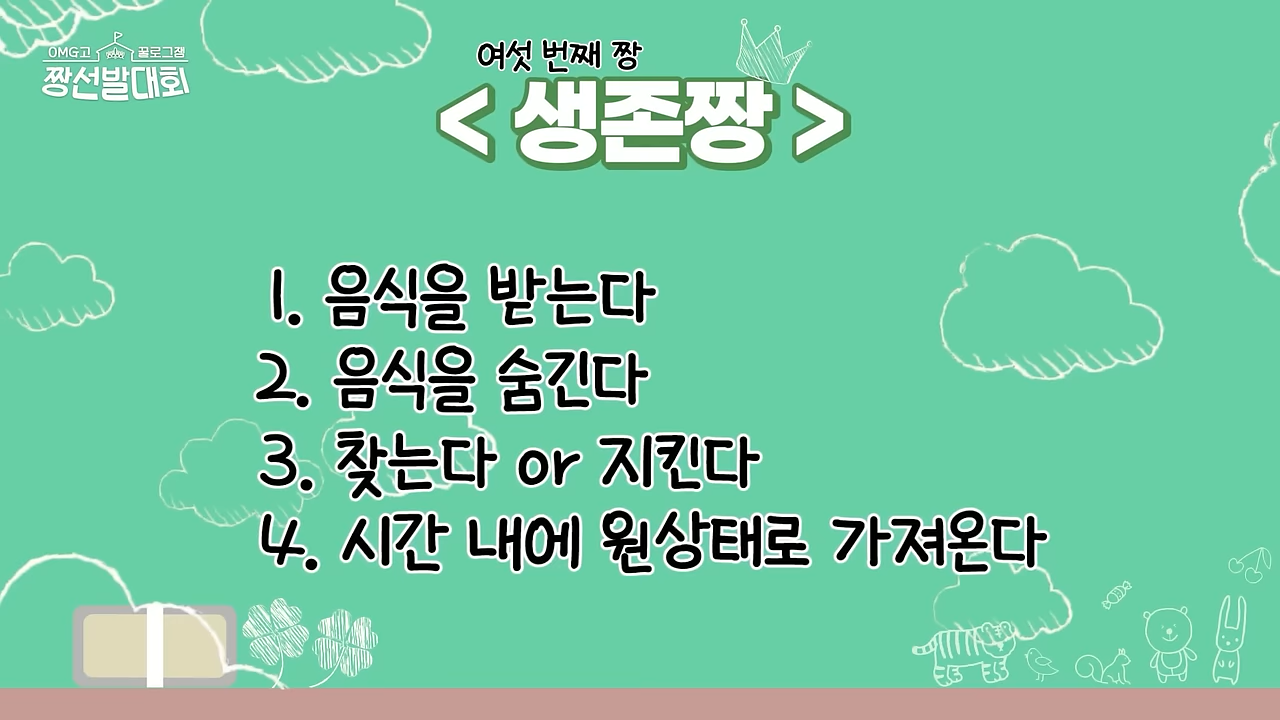 OMG고 꿀로그잼
짱선발대회
여섯 번째 짱
< 생존짱 >
1. 음식을 받는다
2. 음식을 숨긴다
3. 찾는다 or 지킨다
4. 시간 내에 원상태로 가져온다